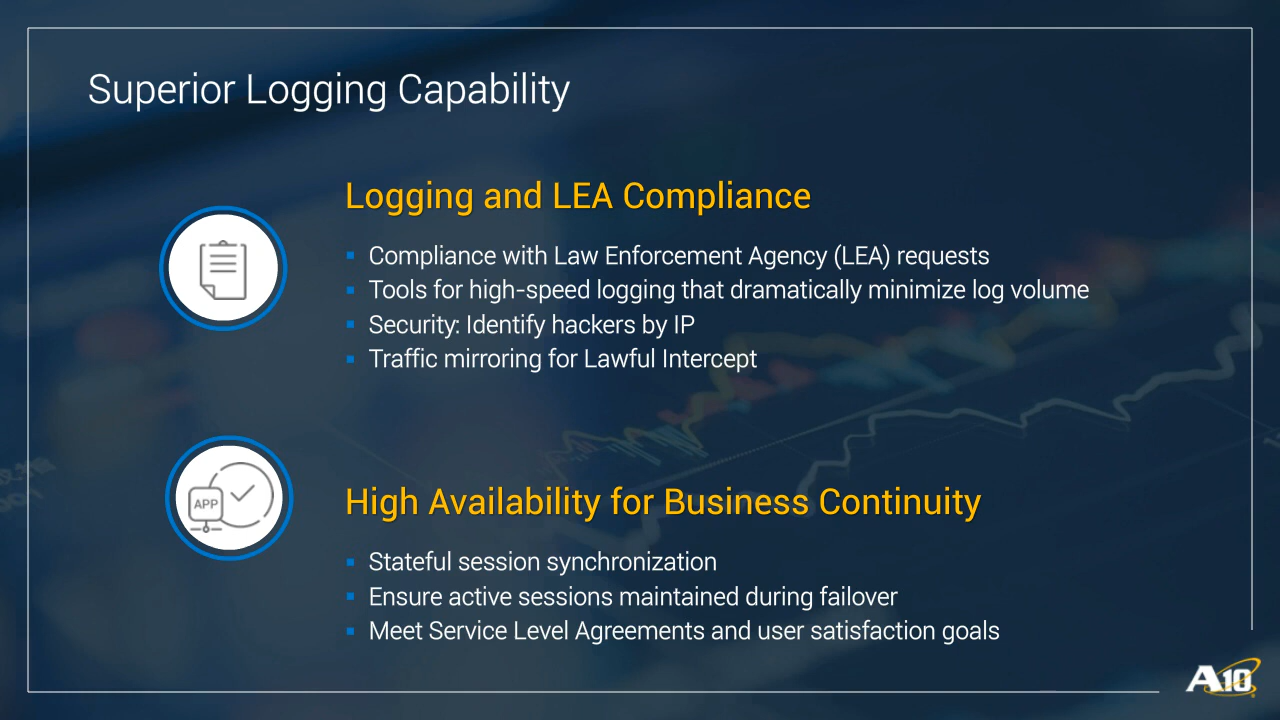 Superior Logging Capability
Logging and LEA Compliance
Compliance with Law Enforcement Agency (LEA) requests
Tools for high-speed logging that dramatically minimize log volume
Security: Identify hackers by IP
Traffic mirroring for Lawful Intercept
APP
High Availability for Business Continuity
Stateful session synchronization
Ensure active sessions maintained during failover
Meet Service Level Agreements and user satisfaction goals
A10